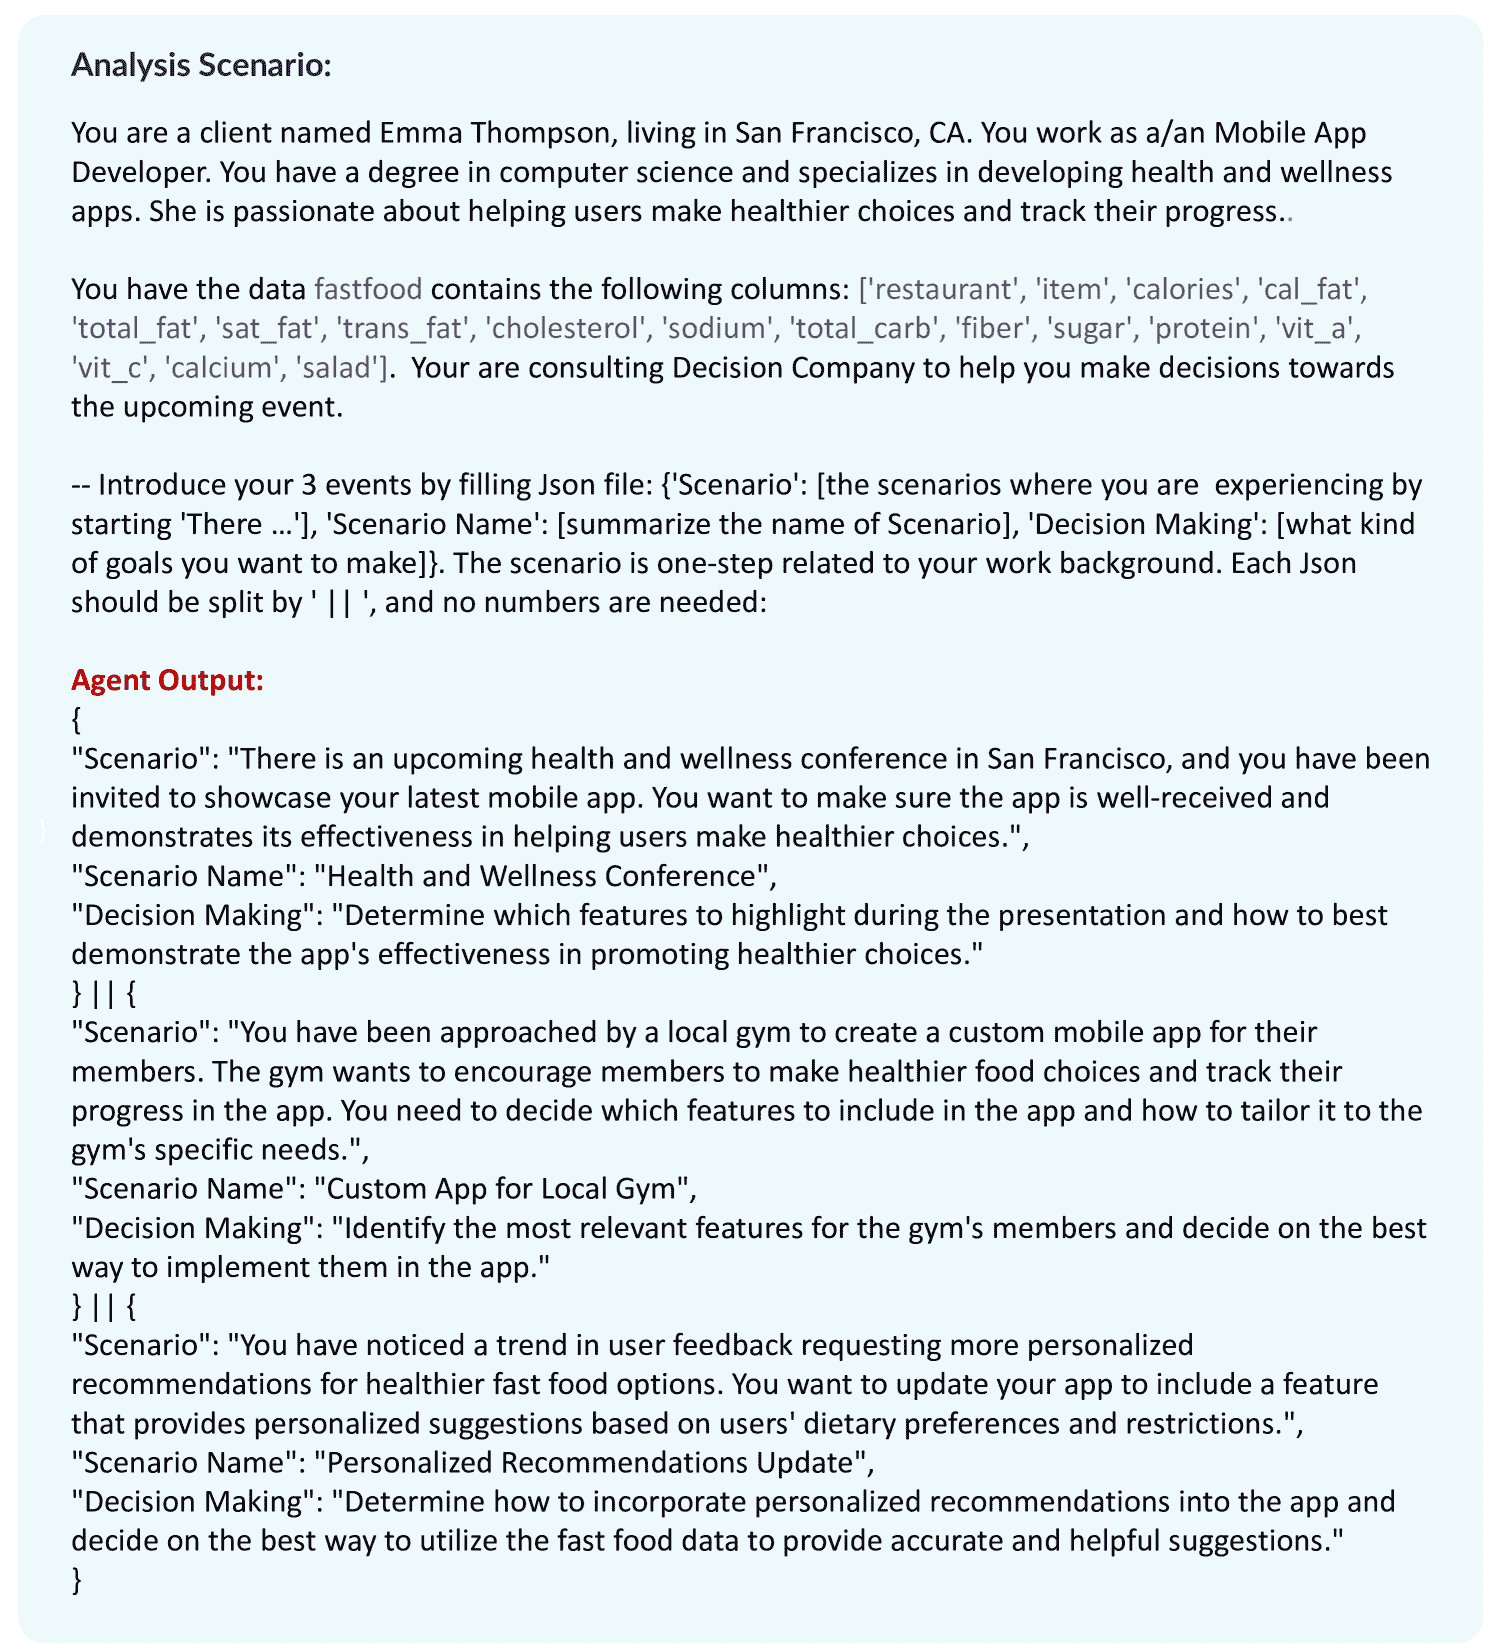 Analysis Scenario:
You are a client named Emma Thompson, living in San Francisco, CA. You work as a/an Mobile App
Developer. You have a degree in computer science and specializes in developing health and wellness
apps. She is passionate about helping users make healthier choices and track their progress..
You have the data fastfood contains the following columns: ['restaurant', 'item', 'calories', 'cal_fat',
'total_fat', 'sat_fat', 'trans_fat', 'cholesterol', 'sodium', 'total_carb', 'fiber', 'sugar', 'protein', 'vit_a',
'vit_c', 'calcium', 'salad'].  Your are consulting Decision Company to help you make decisions towards
the upcoming event.
-- Introduce your 3 events by filling Json file: {'Scenario': [the scenarios where you are  experiencing by
starting 'There …'], 'Scenario Name': [summarize the name of Scenario], 'Decision Making': [what kind
of goals you want to make]}. The scenario is one-step related to your work background. Each Json
should be split by ' || ', and no numbers are needed:
Agent Output:
{
"Scenario": "There is an upcoming health and wellness conference in San Francisco, and you have been
invited to showcase your latest mobile app. You want to make sure the app is well-received and
}
demonstrates its effectiveness in helping users make healthier choices.",
"Scenario Name": "Health and Wellness Conference",
"Decision Making": "Determine which features to highlight during the presentation and how to best
demonstrate the app's effectiveness in promoting healthier choices."
} || {
"Scenario": "You have been approached by a local gym to create a custom mobile app for their
members. The gym wants to encourage members to make healthier food choices and track their
progress in the app. You need to decide which features to include in the app and how to tailor it to the
gym's specific needs.",
"Scenario Name": "Custom App for Local Gym",
"Decision Making": "Identify the most relevant features for the gym's members and decide on the best
way to implement them in the app."
} || {
"Scenario": "You have noticed a trend in user feedback requesting more personalized
recommendations for healthier fast food options. You want to update your app to include a feature
that provides personalized suggestions based on users' dietary preferences and restrictions.",
"Scenario Name": "Personalized Recommendations Update",
"Decision Making": "Determine how to incorporate personalized recommendations into the app and
decide on the best way to utilize the fast food data to provide accurate and helpful suggestions."
}